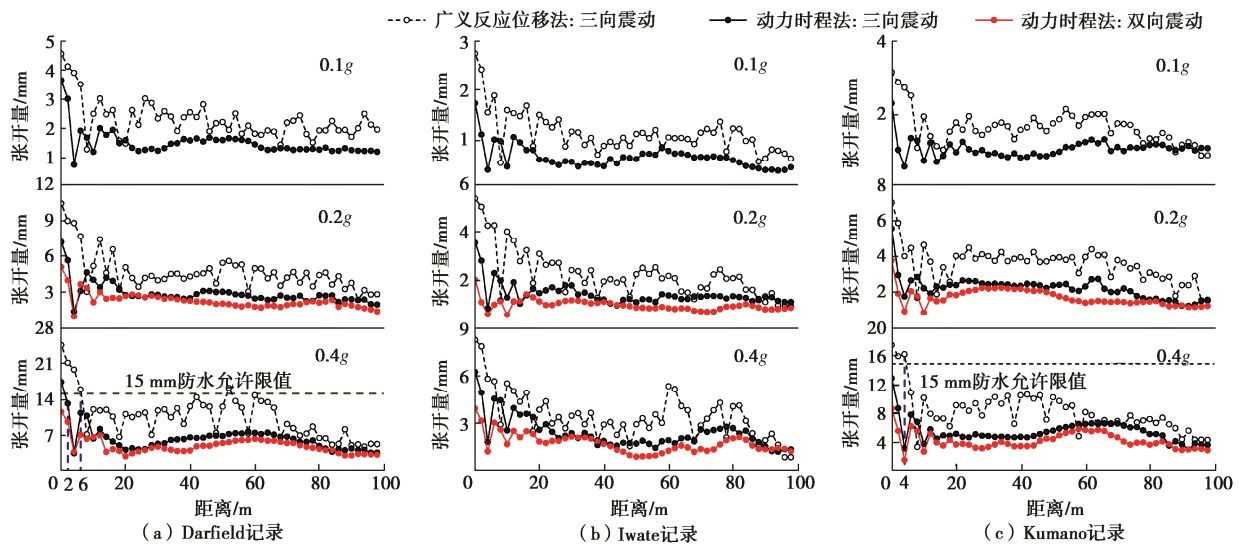 广义反应位移法: 三向震动 动力时程法: 三向震动 动力时程法: 双向震动
5 4 3 2 1 12
张开量/mm
0.1g
3 2 1 6
张开量/mm
0.1g
4 2 8
张开量/mm
0.1g
9 6 3 28
张开量/mm
0.2g
4 2 9
张开量/mm
0.2g
6 4 2 20
张开量/mm
0.2g
21 14 7
张开量/mm
0.4g
15 mm防水允许限值
6 3
张开量/mm
0.4g
16 12 8 4
张开量/mm
0.4g
15 mm防水允许限值
0 2 6 20 40 60 80 100
0 20 40 60 80 100
0 4 20 40 60 80 100
距离/m 距离/m 距离/m
(a) Darfield记录 (b) Iwate记录 (c) Kumano记录